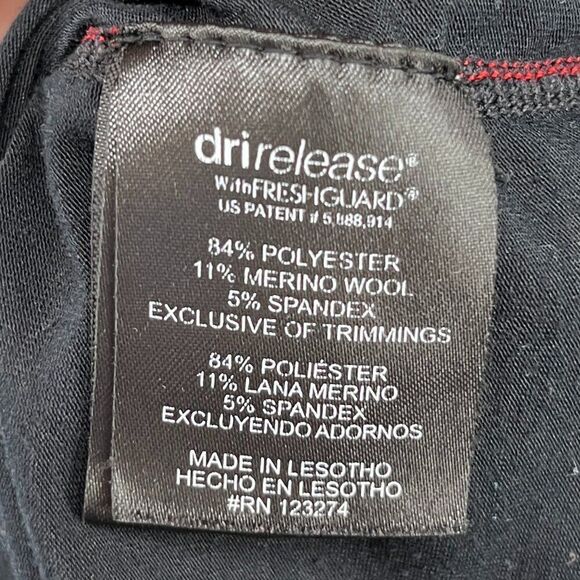 drirelease®
WithFRESHGUARD®
US PATENT # 5,888,914
84% POLYESTER
11% MERINO WOOL
5% SPANDEX
EXCLUSIVE OF TRIMMINGS
84% POLIÉSTER
11% LANA MERINO
5% SPANDEX
EXCLUYENDO ADORNOS
MADE IN LESOTHO
HECHO EN LESOTHO
#RN 123274